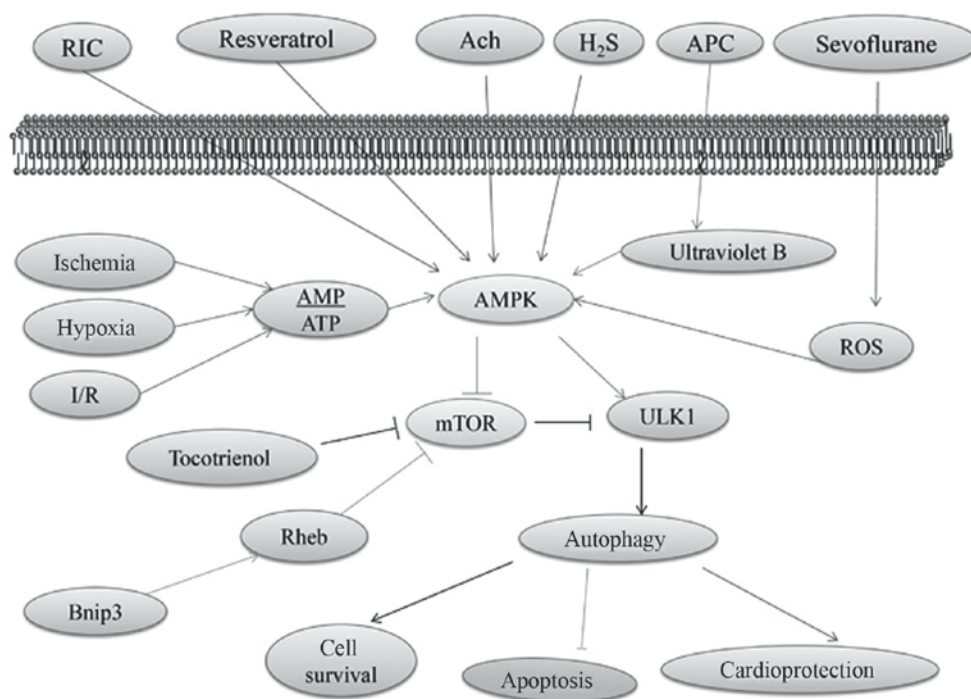 RIC
Resveratrol
Ach
H₂S
APC
Sevoflurane
Ischemia
Hypoxia
I/R
AMP
ATP
AMPK
Ultraviolet B
ROS
Tocotrienol
mTOR
ULK1
Rheb
Bnip3
Autophagy
Cell
survival
Apoptosis
Cardioprotection